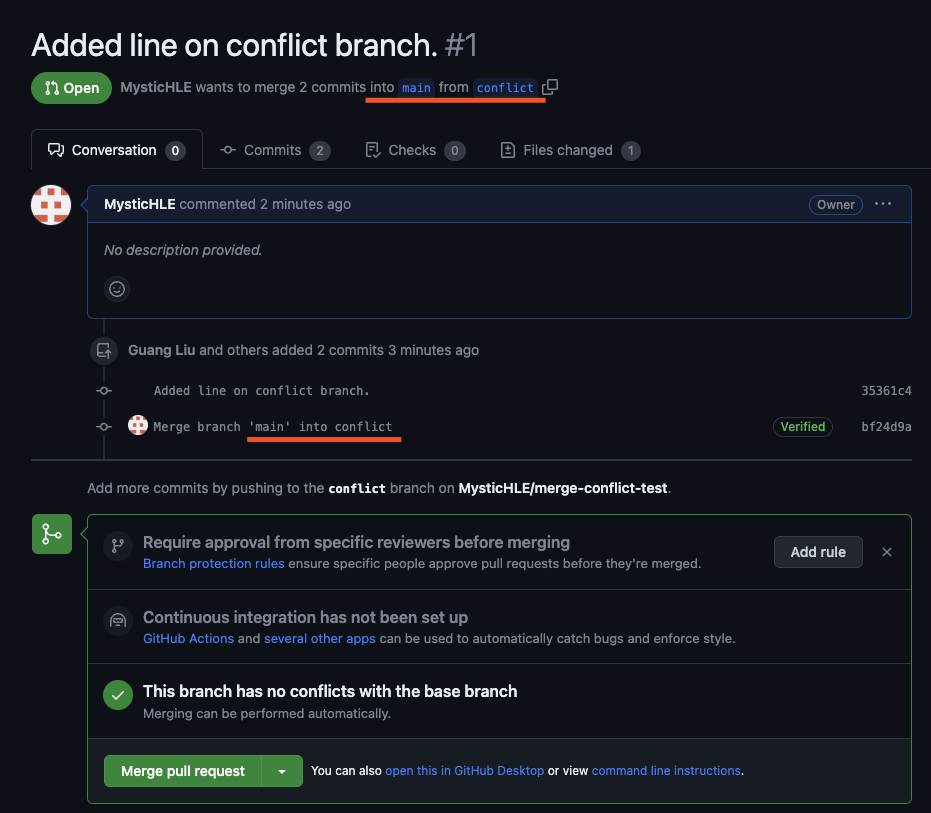 Added line on conflict branch. #1
Open MysticHLE wants to merge 2 commits into main from conflict
Conversation 0 Commits 2 Checks 0 Files changed 1
MysticHLE commented 2 minutes ago Owner ...
No description provided.
Guang Liu and others added 2 commits 3 minutes ago
Added line on conflict branch. 35361c4
Merge branch 'main' into conflict Verified bf24d9a
Add more commits by pushing to the conflict branch on MysticHLE/merge-conflict-test.
Require approval from specific reviewers before merging
Branch protection rules ensure specific people approve pull requests before they're merged. Add rule
Continuous integration has not been set up
GitHub Actions and several other apps can be used to automatically catch bugs and enforce style.
This branch has no conflicts with the base branch
Merging can be performed automatically.
Merge pull request You can also open this in GitHub Desktop or view command line instructions.